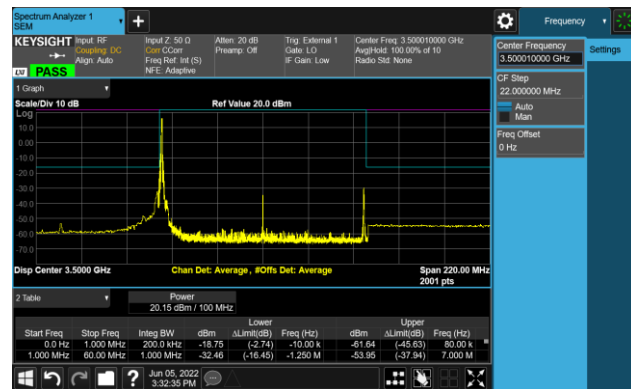 Spectrum Analyzer 1
SEM
Frequency
KEYSIGHT
Input: RF
Coupling: DC
Align: Auto
Input Z: 50 Ω
Corr CCorr
Freq Ref: Int (S)
NFE: Adaptive
Atten: 20 dB
Preamp: Off
Trig: External 1
Gate: LO
IF Gain: Low
Center Freq: 3.500010000 GHz
Avg|Hold: 100.00% of 10
Radio Std: None
LXI
PASS
Center Frequency
3.500010000 GHz
Settings
CF Step
22.000000 MHz
Auto
Man
Freq Offset
0 Hz
1 Graph
Scale/Div 10 dB
Ref Value 20.0 dBm
Log
10.0
0.00
-10.0
-20.0
-30.0
-40.0
-50.0
-60.0
-70.0
Disp Center 3.5000 GHz
Chan Det: Average , #Offs Det: Average
Span 220.00 MHz
2001 pts
2 Table
Power
20.15 dBm / 100 MHz
Lower Upper
Start Freq Stop Freq Integ BW dBm ΔLimit(dB) Freq (Hz) dBm ΔLimit(dB) Freq (Hz)
0.0 Hz 1.000 MHz 200.0 kHz -18.75 (-2.74) -10.00 k -61.64 (-45.63) 80.00 k
1.000 MHz 60.00 MHz 1.000 MHz -32.46 (-16.45) -1.250 M -53.95 (-37.94) 7.000 M
?
Jun 05, 2022
3:32:35 PM